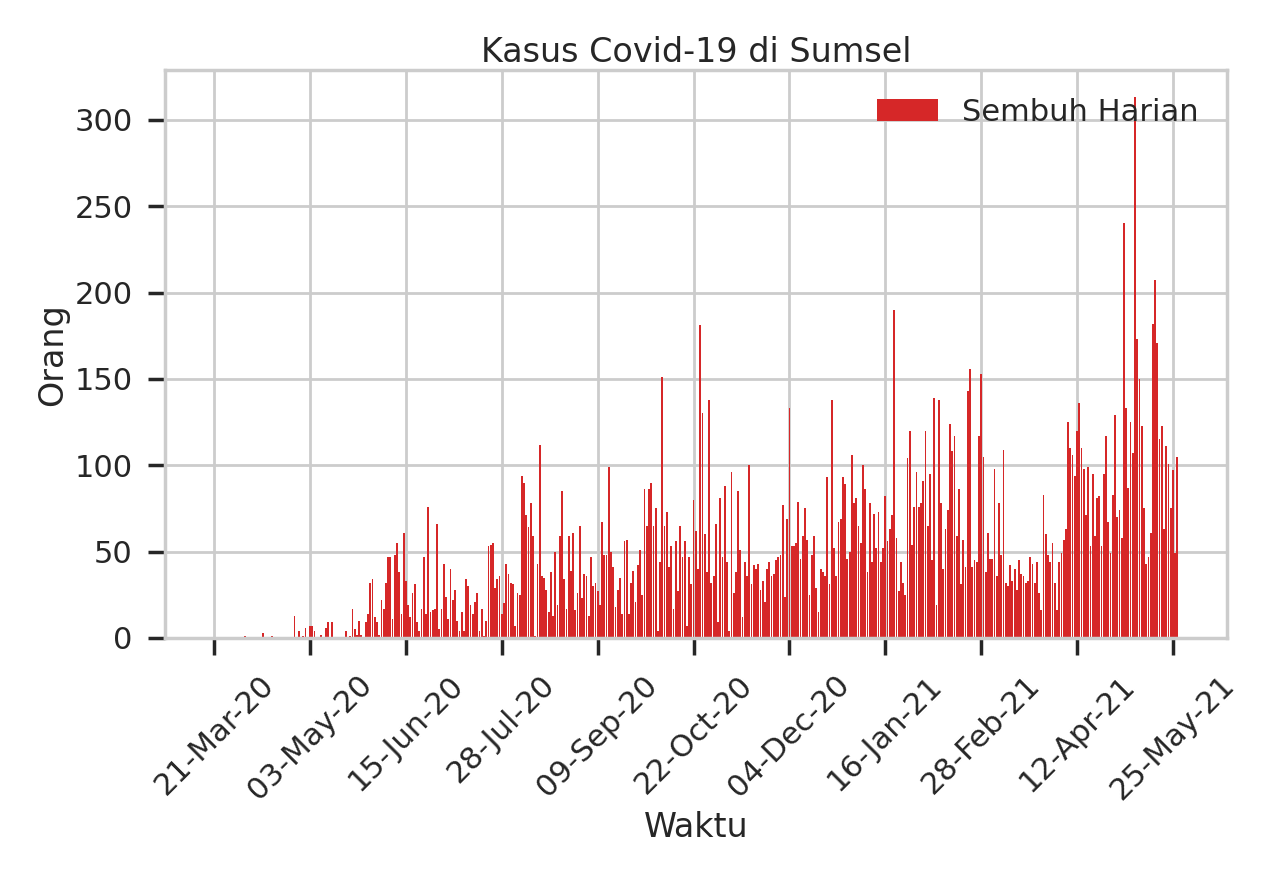 Kasus Covid-19 di Sumsel
Sembuh Harian
300
250
200
150
100
50
0
Orang
21-Mar-20
03-May-20
15-Jun-20
28-Jul-20
09-Sep-20
22-Oct-20
04-Dec-20
16-Jan-21
28-Feb-21
12-Apr-21
25-May-21
Waktu